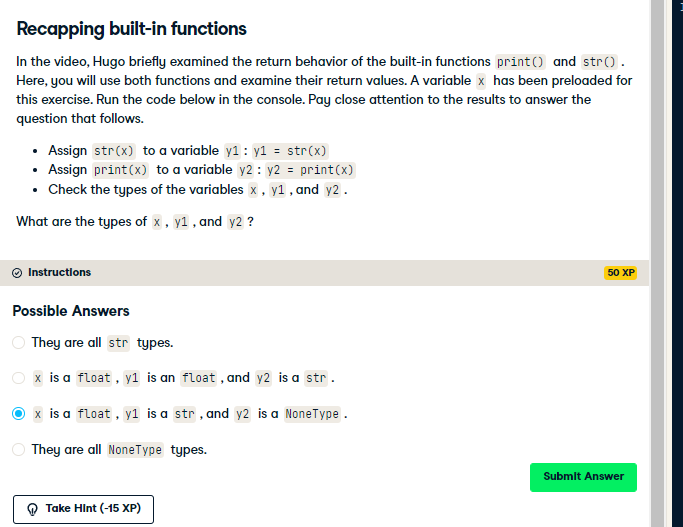 Recapping built-in functions
In the video, Hugo briefly examined the return behavior of the built-in functions print() and str() .
Here, you will use both functions and examine their return values. A variable x has been preloaded for
this exercise. Run the code below in the console. Pay close attention to the results to answer the
question that follows.
• Assign str(x) to a variable y1 : y1 = str(x)
• Assign print(x) to a variable y2 : y2 = print(x)
• Check the types of the variables x , y1 , and y2 .
What are the types of x , y1 , and y2 ?
Instructions 50 XP
Possible Answers
They are all str types.
x is a float , y1 is an float , and y2 is a str .
x is a float , y1 is a str , and y2 is a NoneType .
They are all NoneType types.
Submit Answer
Take Hint (-15 XP)